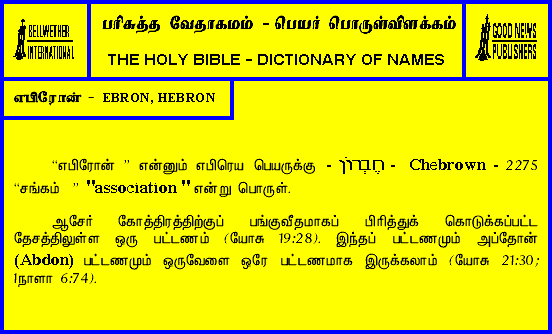 BELLWETHER
INTERNATIONAL
பரிசுத்த வேதாகமம் - பெயர் பொருள்விளக்கம்
THE HOLY BIBLE - DICTIONARY OF NAMES
GOOD NEWS
PUBLISHERS
எபிரோன் - EBRON, HEBRON
“எபிரோன் ” என்னும் எபிரெய பெயருக்கு - חֶבְרוֹן - Chebrown - 2275
“சங்கம் ” "association" என்று பொருள்.
ஆசேர் கோத்திரத்திற்குப் பங்குவீதமாகப் பிரித்துக் கொடுக்கப்பட்ட
தேசத்திலுள்ள ஒரு பட்டணம் (யோசு 19:28). இந்தப் பட்டணமும் அப்தோன்
(Abdon) பட்டணமும் ஒருவேளை ஒரே பட்டணமாக இருக்கலாம் (யோசு 21:30;
1நாளா 6:74).